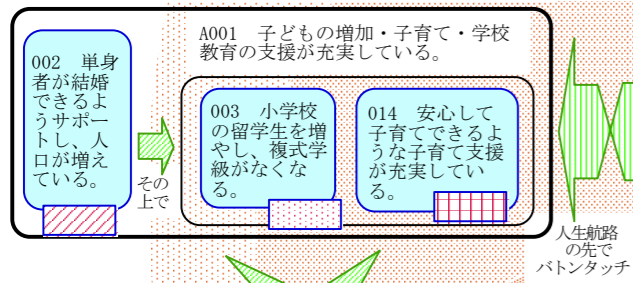 A001 子どもの増加・子育て・学校
教育の支援が充実している。
002 単身
者が結婚
できるよ
うサポー
トし、人
口が増え
ている。
その
上で
003 小学校
の留学生を増
やし、複式学
級がなくな
る。
014 安心して
子育てできるよ
うな子育て支援
が充実してい
る。
人生航路
の先で
バトンタッチ